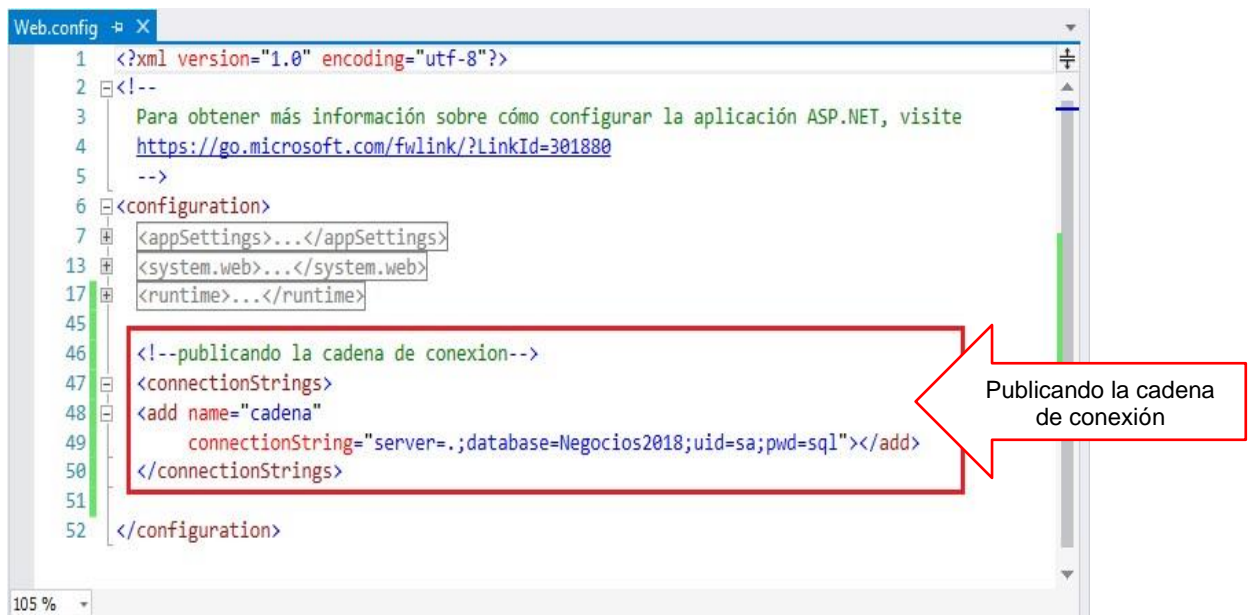 Web.config
1 <?xml version="1.0" encoding="utf-8"?>
2 <!--
3 Para obtener más información sobre cómo configurar la aplicación ASP.NET, visite
4 https://go.microsoft.com/fwlink/?LinkId=301880
5 -->
6 <configuration>
7 <appSettings>...</appSettings>
13 <system.web>...</system.web>
17 <runtime>...</runtime>
45
46 <!--publicando la cadena de conexion-->
47 <connectionStrings>
48 <add name="cadena"
49 connectionString="server=.;database=Negocios2018;uid=sa;pwd=sql"></add>
50 </connectionStrings>
51
52 </configuration>
Publicando la cadena
de conexión
105 %